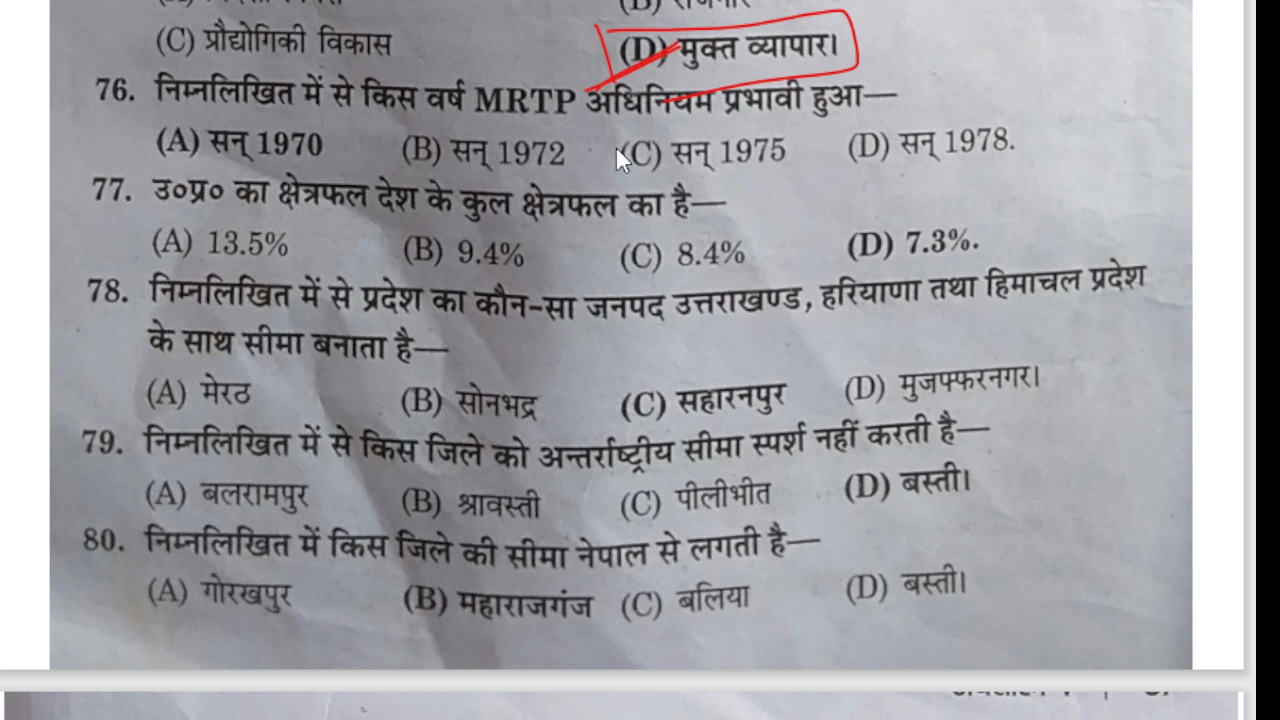 (C) प्रौद्योगिकी विकास (D) मुक्त व्यापार।
76. निम्नलिखित में से किस वर्ष MRTP अधिनियम प्रभावी हुआ—
(A) सन् 1970 (B) सन् 1972 (C) सन् 1975 (D) सन् 1978.
77. उ०प्र० का क्षेत्रफल देश के कुल क्षेत्रफल का है—
(A) 13.5% (B) 9.4% (C) 8.4% (D) 7.3%.
78. निम्नलिखित में से प्रदेश का कौन-सा जनपद उत्तराखण्ड, हरियाणा तथा हिमाचल प्रदेश
के साथ सीमा बनाता है—
(A) मेरठ (B) सोनभद्र (C) सहारनपुर (D) मुजफ्फरनगर।
79. निम्नलिखित में से किस जिले को अन्तर्राष्ट्रीय सीमा स्पर्श नहीं करती है—
(A) बलरामपुर (B) श्रावस्ती (C) पीलीभीत (D) बस्ती।
80. निम्नलिखित में किस जिले की सीमा नेपाल से लगती है—
(A) गोरखपुर (B) महाराजगंज (C) बलिया (D) बस्ती।